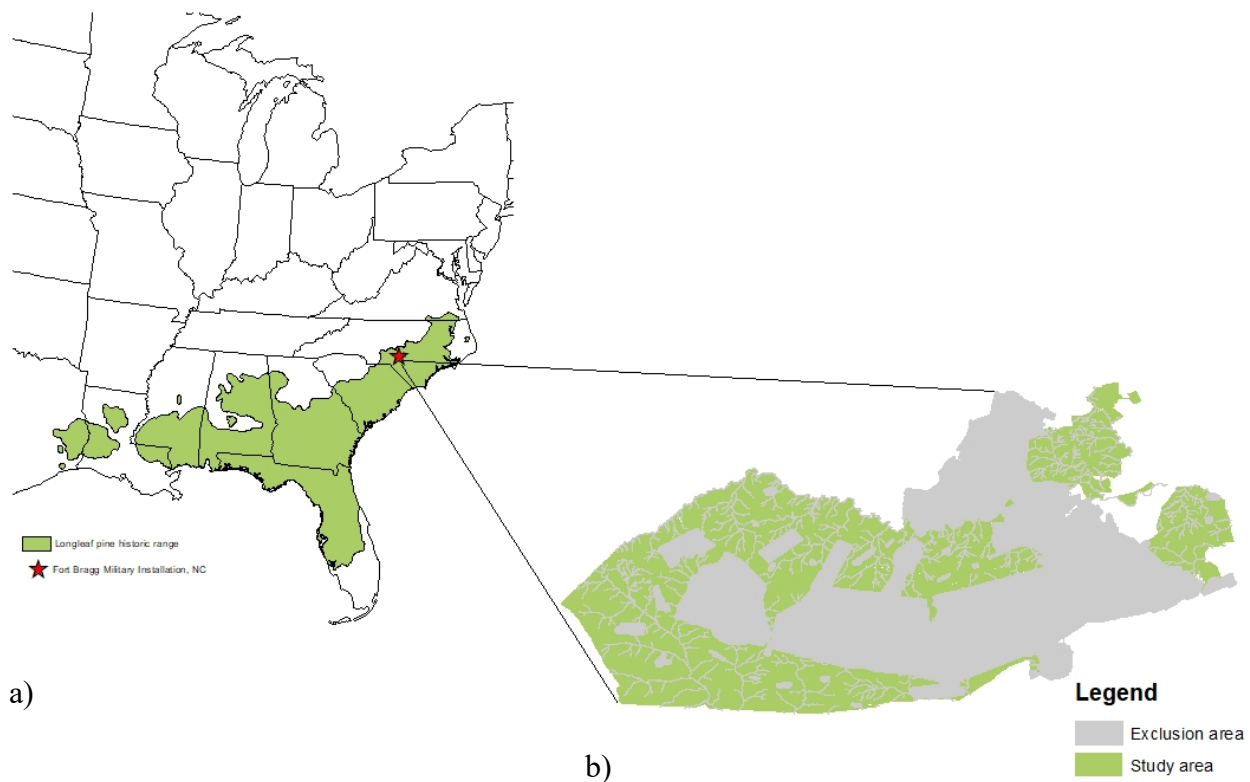 Longleaf pine historic range
Fort Bragg Military Installation, NC
a)
Legend
Exclusion area
Study area
b)